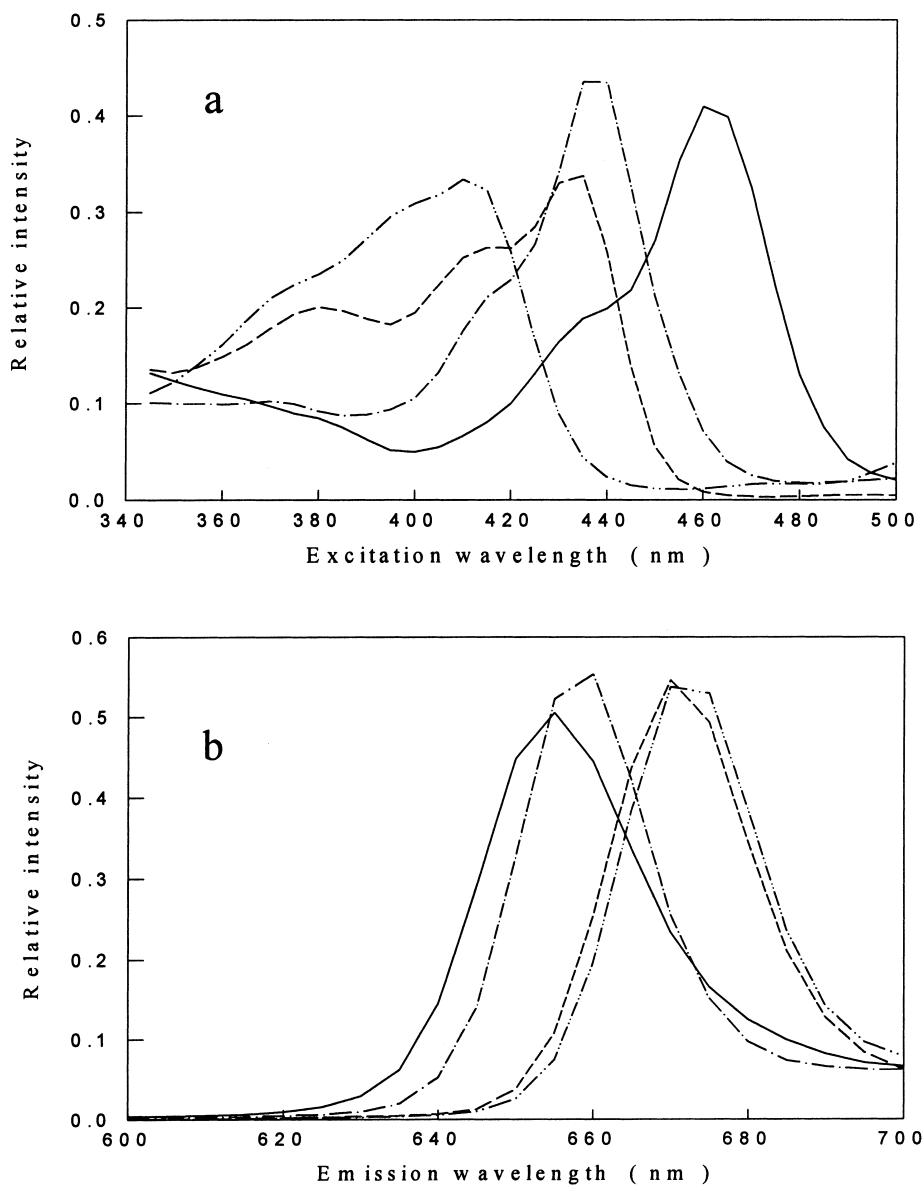 0.5
a
0.4
0.3
0.2
0.1
0.0
Relative intensity
340 360 380 400 420 440 460 480 500
Excitation wavelength ( nm )
0.6
b
0.5
0.4
0.3
0.2
0.1
0.0
Relative intensity
600 620 640 660 680 700
Emission wavelength ( nm )